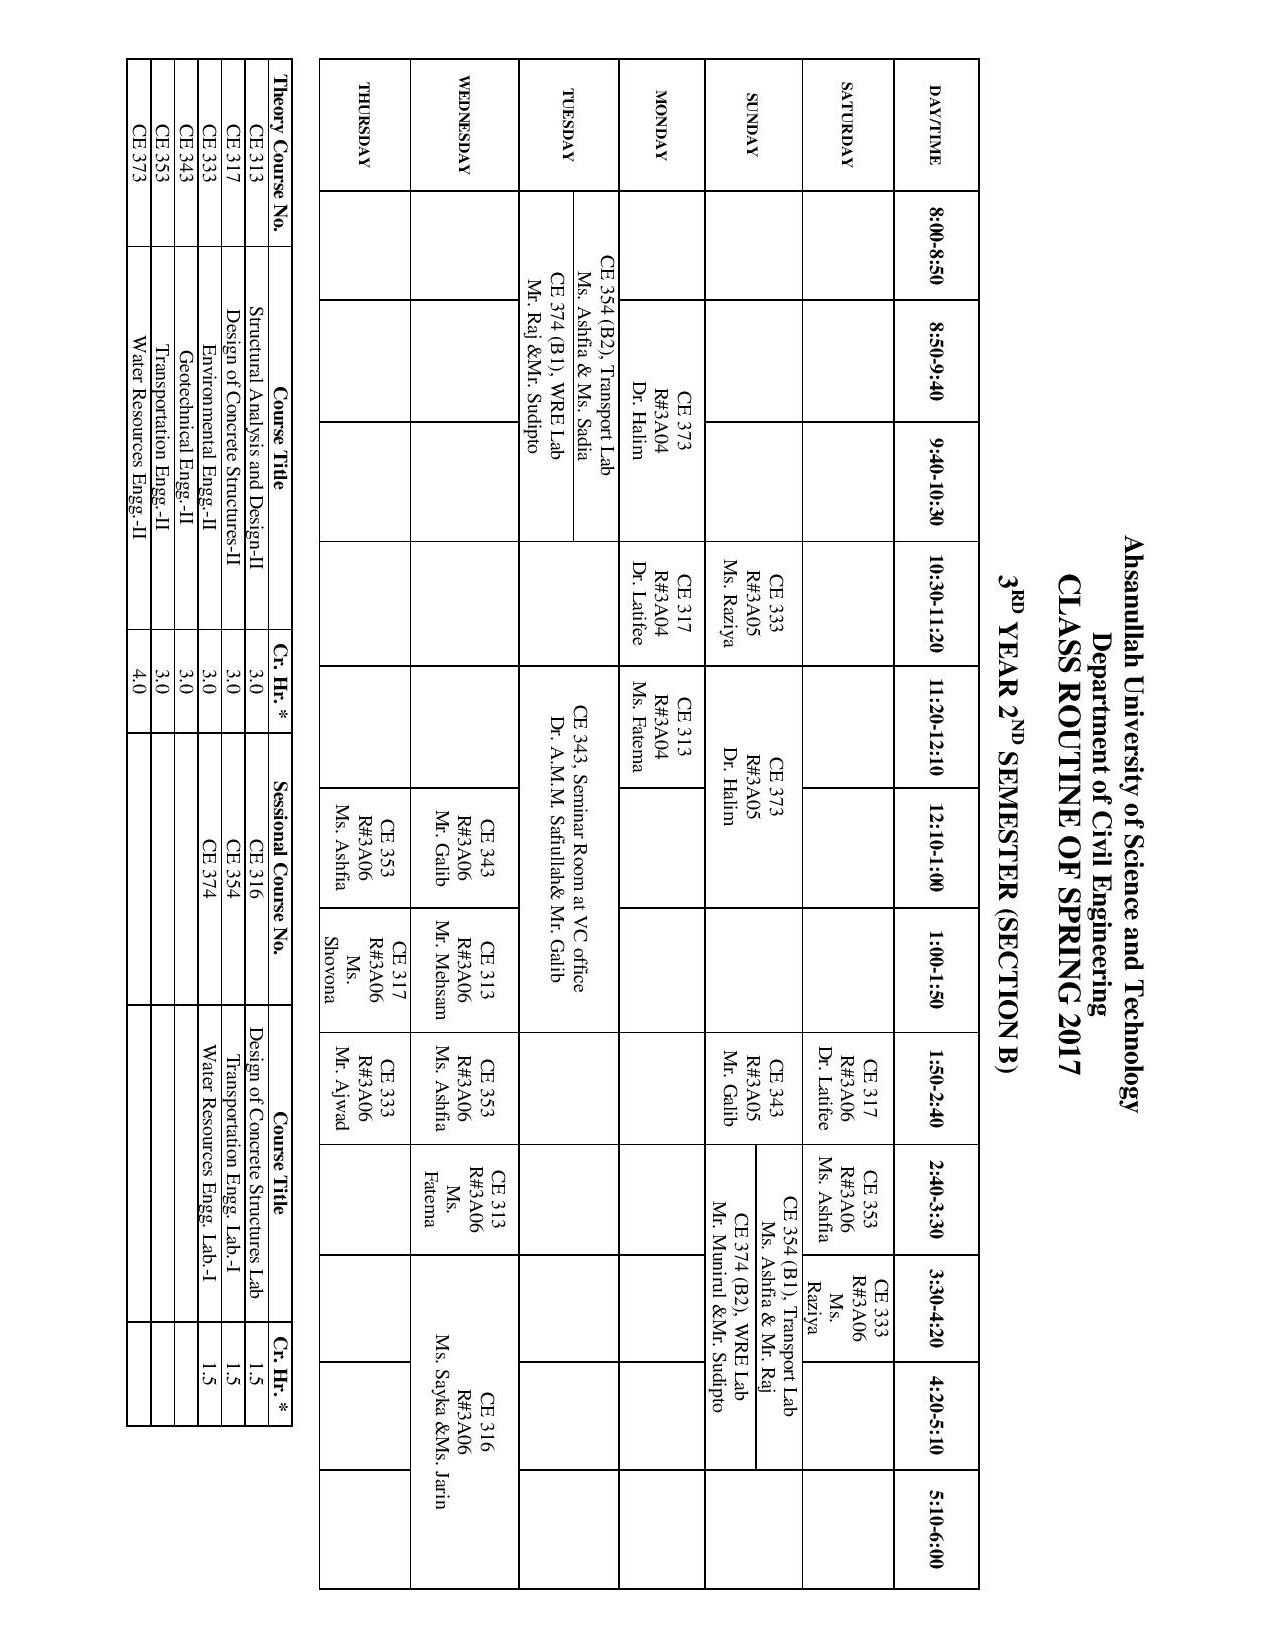 Ahsanullah University of Science and Technology
Department of Civil Engineering
CLASS ROUTINE OF SPRING 2017
3RD YEAR 2ND SEMESTER (SECTION B)
DAY/TIME 8:00-8:50 8:50-9:40 9:40-10:30 10:30-11:20 11:20-12:10 12:10-1:00 1:00-1:50 1:50-2:40 2:40-3:30 3:30-4:20 4:20-5:10 5:10-6:00
SATURDAY
CE 317
R#3A06
Dr. Latifee
CE 353
R#3A06
Ms. Ashfia
CE 333
R#3A06
Ms.
Raziya
SUNDAY
CE 333
R#3A05
Ms. Raziya
CE 373
R#3A05
Dr. Halim
CE 343
R#3A05
Mr. Galib
CE 354 (B1), Transport Lab
Ms. Ashfia & Mr. Raj
CE 374 (B2), WRE Lab
Mr. Munirul &Mr. Sudipto
MONDAY
CE 373
R#3A04
Dr. Halim
CE 317
R#3A04
Dr. Latifee
CE 313
R#3A04
Ms. Fatema
TUESDAY
CE 354 (B2), Transport Lab
Ms. Ashfia & Ms. Sadia
CE 374 (B1), WRE Lab
Mr. Raj &Mr. Sudipto
CE 343, Seminar Room at VC office
Dr. A.M.M. Safiullah& Mr. Galib
WEDNESDAY
CE 343
R#3A06
Mr. Galib
CE 313
R#3A06
Mr. Mehsam
CE 353
R#3A06
Ms. Ashfia
CE 313
R#3A06
Ms.
Fatema
CE 316
R#3A06
Ms. Sayka &Ms. Jarin
THURSDAY
CE 353
R#3A06
Ms. Ashfia
CE 317
R#3A06
Ms.
Shovona
CE 333
R#3A06
Mr. Ajwad
Theory Course No. Course Title Cr. Hr. * Sessional Course No. Course Title Cr. Hr. *
CE 313 Structural Analysis and Design-II 3.0 CE 316 Design of Concrete Structures Lab 1.5
CE 317 Design of Concrete Structures-II 3.0 CE 354 Transportation Engg. Lab.-I 1.5
CE 333 Environmental Engg.-II 3.0 CE 374 Water Resources Engg. Lab.-I 1.5
CE 343 Geotechnical Engg.-II 3.0
CE 353 Transportation Engg.-II 3.0
CE 373 Water Resources Engg.-II 4.0